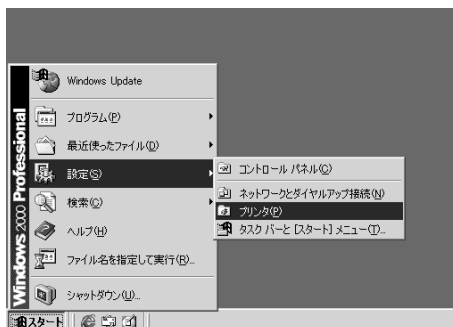 Windows Update
プログラム(P)
最近使ったファイル(D)
設定(S)
検索(C)
ヘルプ(H)
ファイル名を指定して実行(R)...
シャットダウン(U)...
Windows 2000 Professional
コントロール パネル(C)
ネットワークとダイヤルアップ接続(N)
プリンタ(P)
タスク バーと [スタート] メニュー(T)...
スタート